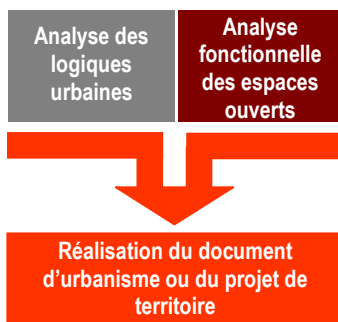 Analyse des
logiques
urbaines
Analyse
fonctionnelle
des espaces
ouverts
Réalisation du document
d'urbanisme ou du projet de
territoire